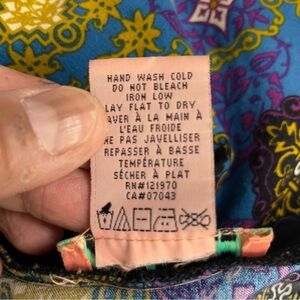 HAND WASH COLD
DO NOT BLEACH
IRON LOW
LAY FLAT TO DRY
AVER À LA MAIN À
L'EAU FROIDE
NE PAS JAVELLISER
REPASSER À BASSE
TEMPÉRATURE
SÉCHER À PLAT
RN#121970
CA#07043